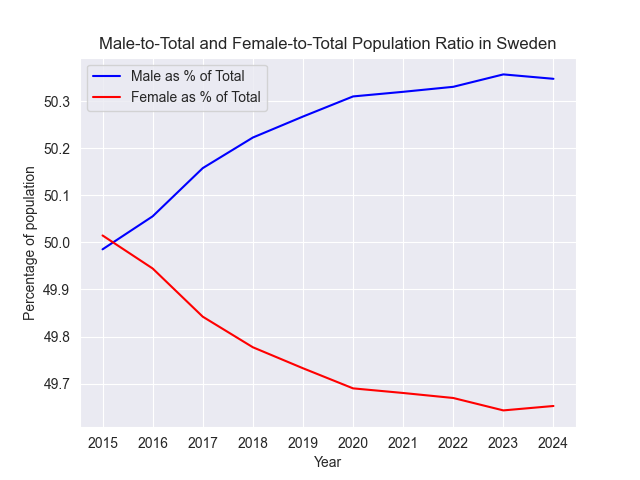 Male-to-Total and Female-to-Total Population Ratio in Sweden
Male as % of Total
Female as % of Total
Percentage of population
50.3
50.2
50.1
50.0
49.9
49.8
49.7
2015 2016 2017 2018 2019 2020 2021 2022 2023 2024
Year